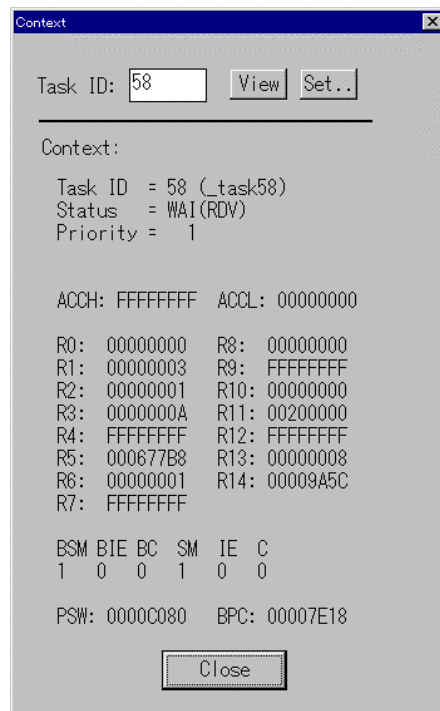 Context
Task ID: 58 View Set..
Context:
Task ID = 58 (_task58)
Status = WAI(RDV)
Priority = 1
ACCH: FFFFFFFF ACCL: 00000000
R0: 00000000 R8: 00000000
R1: 00000003 R9: FFFFFFFF
R2: 00000001 R10: 00000000
R3: 0000000A R11: 00200000
R4: FFFFFFFF R12: FFFFFFFF
R5: 000677B8 R13: 00000008
R6: 00000001 R14: 00009A5C
R7: FFFFFFFF
BSM BIE BC SM IE C
1 0 0 1 0 0
PSW: 0000C080 BPC: 00007E18
Close